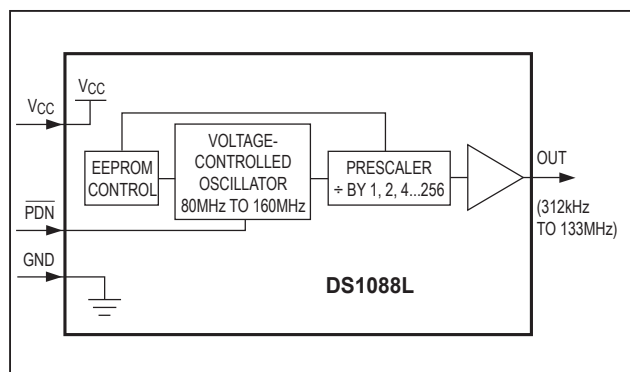 VCC
VCC
EEPROM
CONTROL
VOLTAGE-
CONTROLLED
OSCILLATOR
80MHz TO 160MHz
PRESCALER
÷ BY 1, 2, 4...256
OUT
(312kHz
TO 133MHz)
PDN
GND
DS1088L